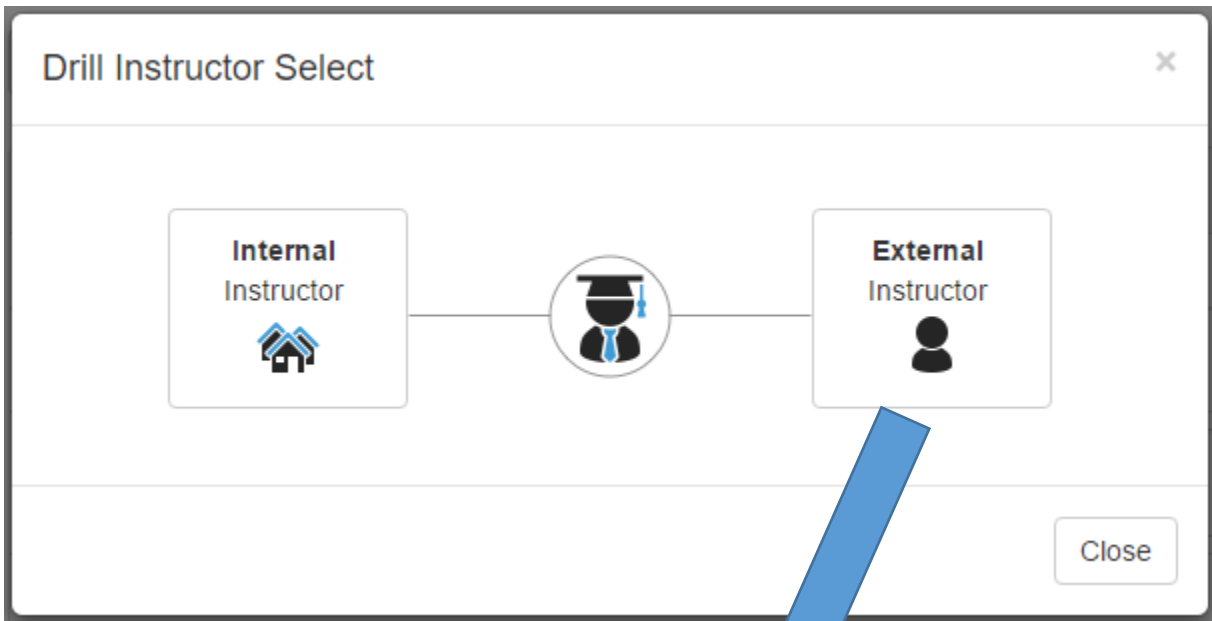 Drill Instructor Select
×
Internal
Instructor
External
Instructor
Close